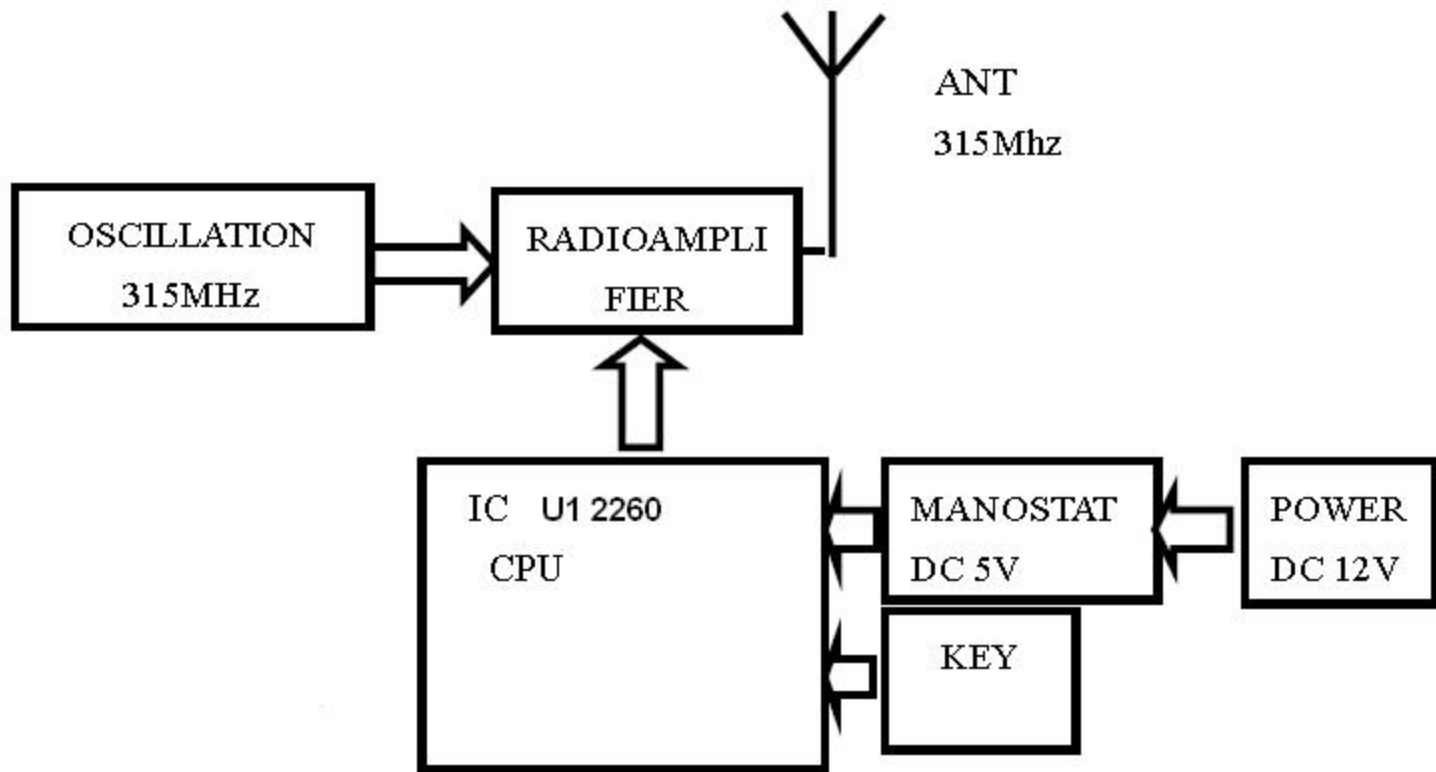 ANT
315Mhz
OSCILLATION
315MHz
RADIOAMPLI
FIER
IC U1 2260
CPU
MANOSTAT
DC 5V
POWER
DC 12V
KEY